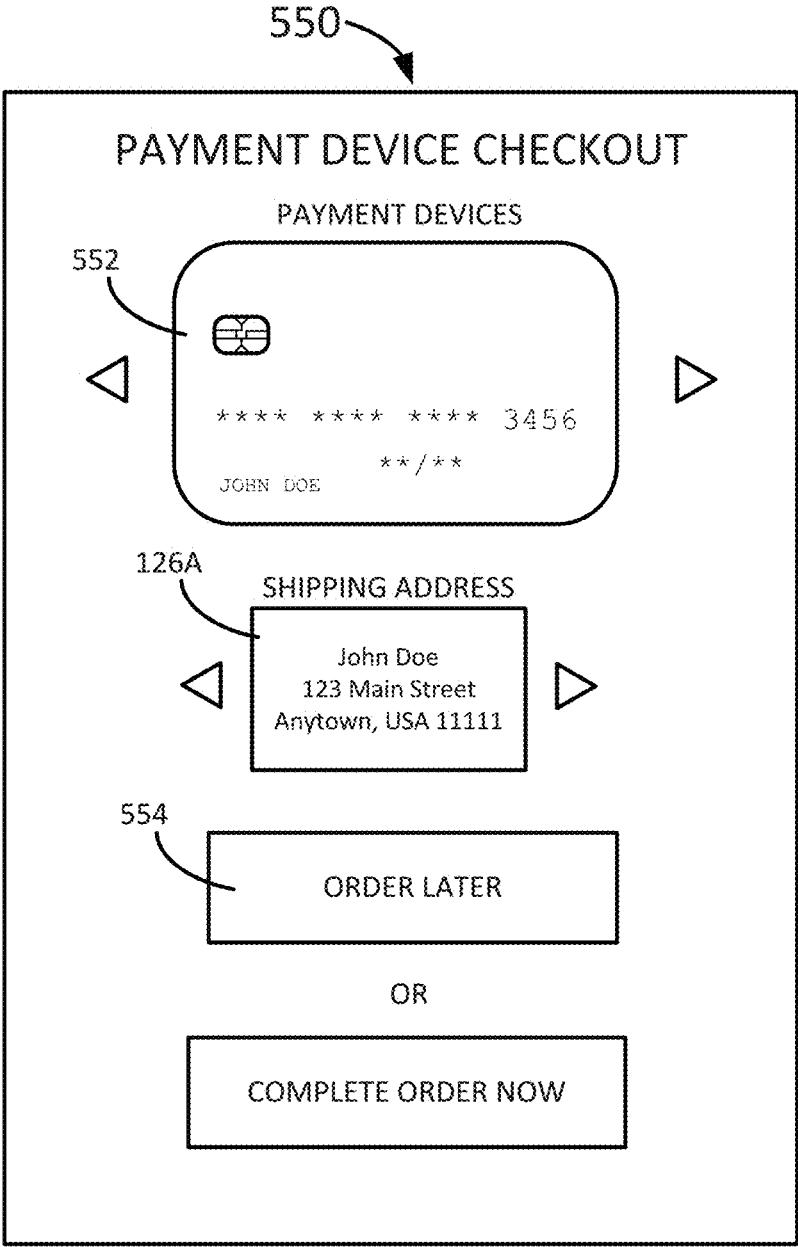 550
PAYMENT DEVICE CHECKOUT
PAYMENT DEVICES
552
**** **** **** 3456
**/**
JOHN DOE
126A
SHIPPING ADDRESS
John Doe
123 Main Street
Anytown, USA 11111
554
ORDER LATER
OR
COMPLETE ORDER NOW